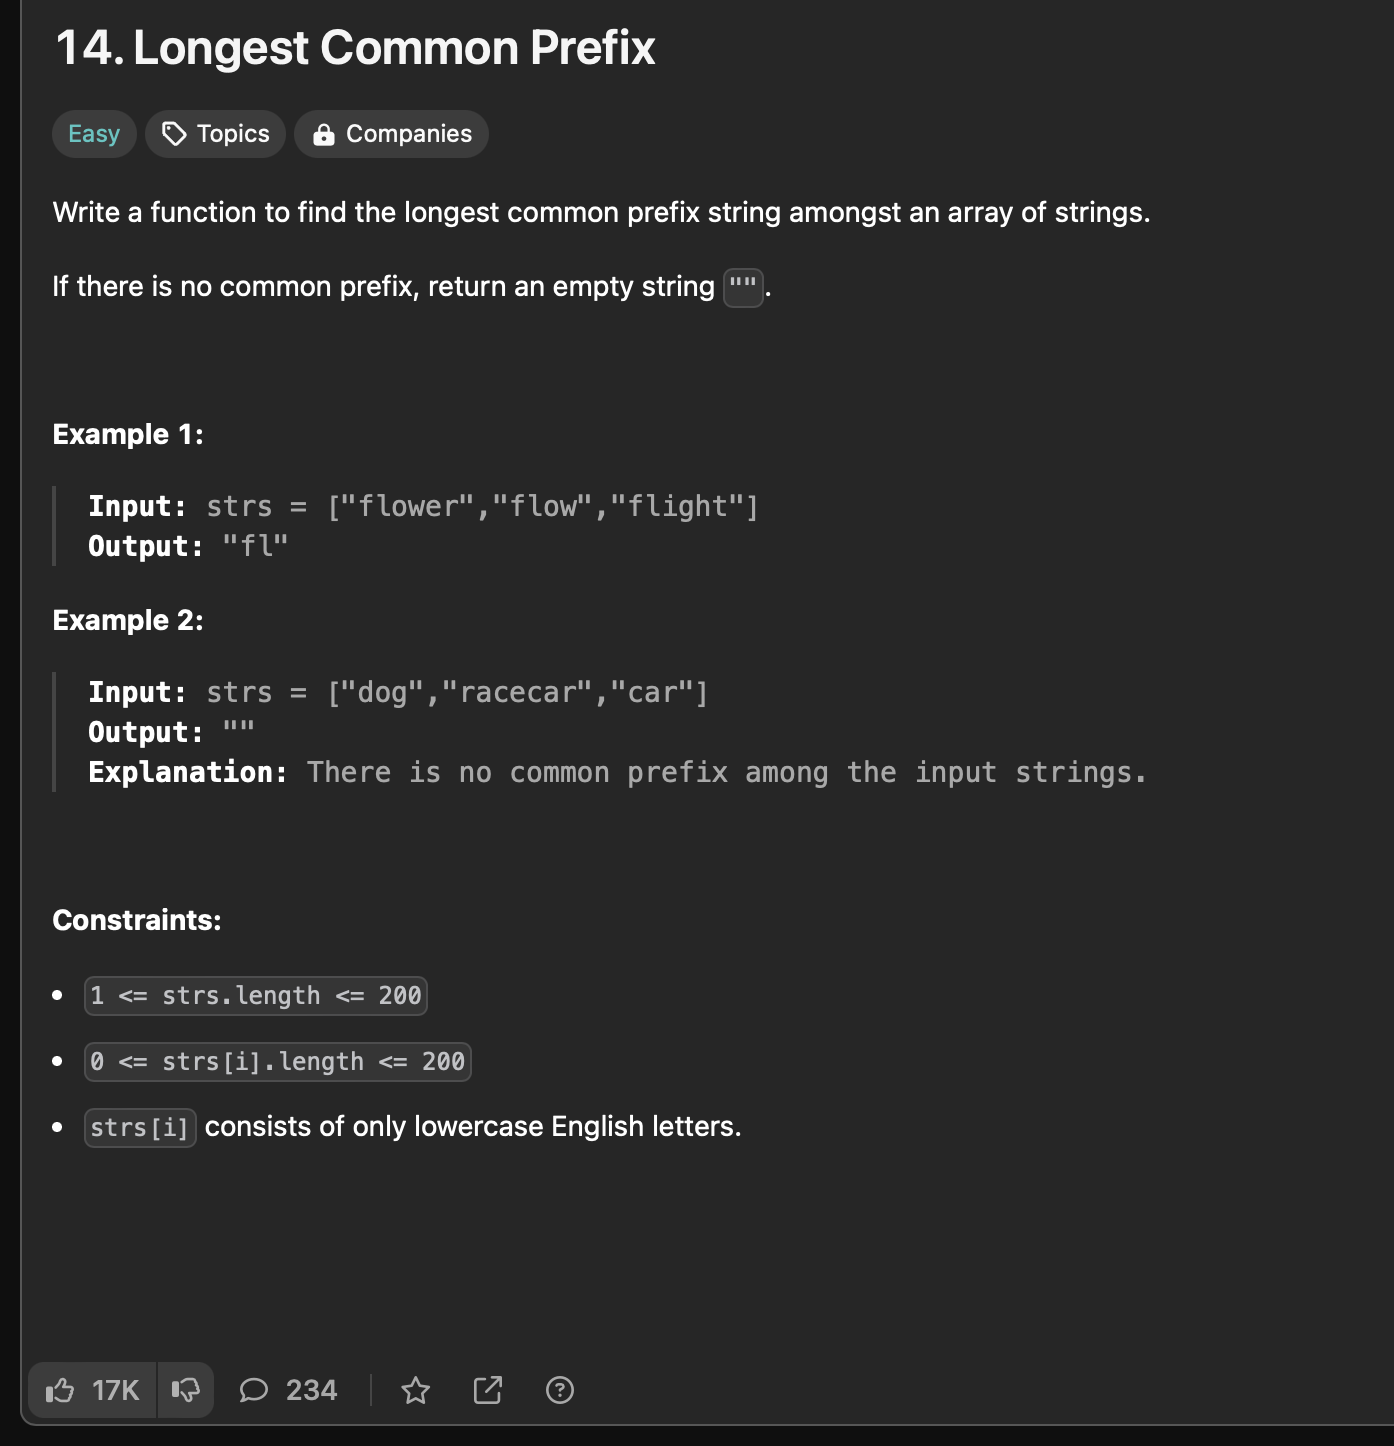 14. Longest Common Prefix
Easy Topics Companies
Write a function to find the longest common prefix string amongst an array of strings.
If there is no common prefix, return an empty string "".
Example 1:
Input: strs = ["flower","flow","flight"]
Output: "fl"
Example 2:
Input: strs = ["dog","racecar","car"]
Output: ""
Explanation: There is no common prefix among the input strings.
Constraints:
• 1 <= strs.length <= 200
• 0 <= strs[i].length <= 200
• strs[i] consists of only lowercase English letters.
17K 234